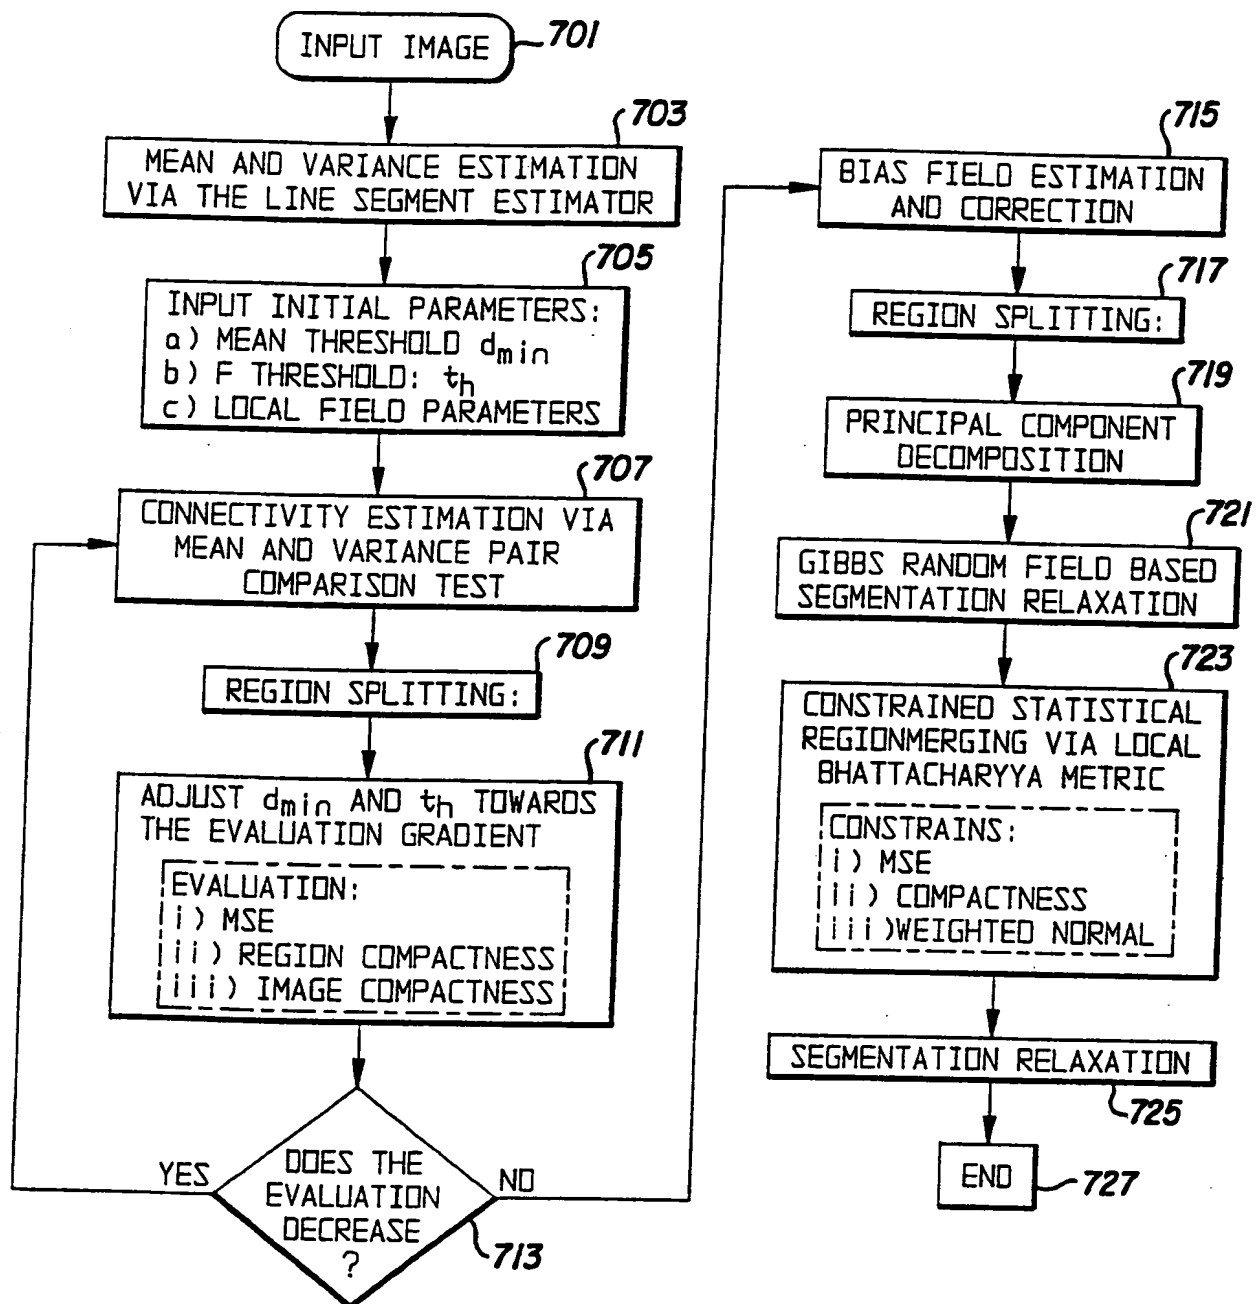 INPUT IMAGE
701
703
MEAN AND VARIANCE ESTIMATION
VIA THE LINE SEGMENT ESTIMATOR
705
INPUT INITIAL PARAMETERS:
a) MEAN THRESHOLD dmin
b) F THRESHOLD: th
c) LOCAL FIELD PARAMETERS
707
CONNECTIVITY ESTIMATION VIA
MEAN AND VARIANCE PAIR
COMPARISON TEST
709
REGION SPLITTING:
711
ADJUST dmin AND th TOWARDS
THE EVALUATION GRADIENT
EVALUATION:
i) MSE
ii) REGION COMPACTNESS
iii) IMAGE COMPACTNESS
YES
DOES THE
EVALUATION
DECREASE
?
NO
713
715
BIAS FIELD ESTIMATION
AND CORRECTION
717
REGION SPLITTING:
719
PRINCIPAL COMPONENT
DECOMPOSITION
721
GIBBS RANDOM FIELD BASED
SEGMENTATION RELAXATION
723
CONSTRAINED STATISTICAL
REGIONMERGING VIA LOCAL
BHATTACHARYYA METRIC
CONSTRAINS:
i) MSE
ii) COMPACTNESS
iii)WEIGHTED NORMAL
SEGMENTATION RELAXATION
725
END
727